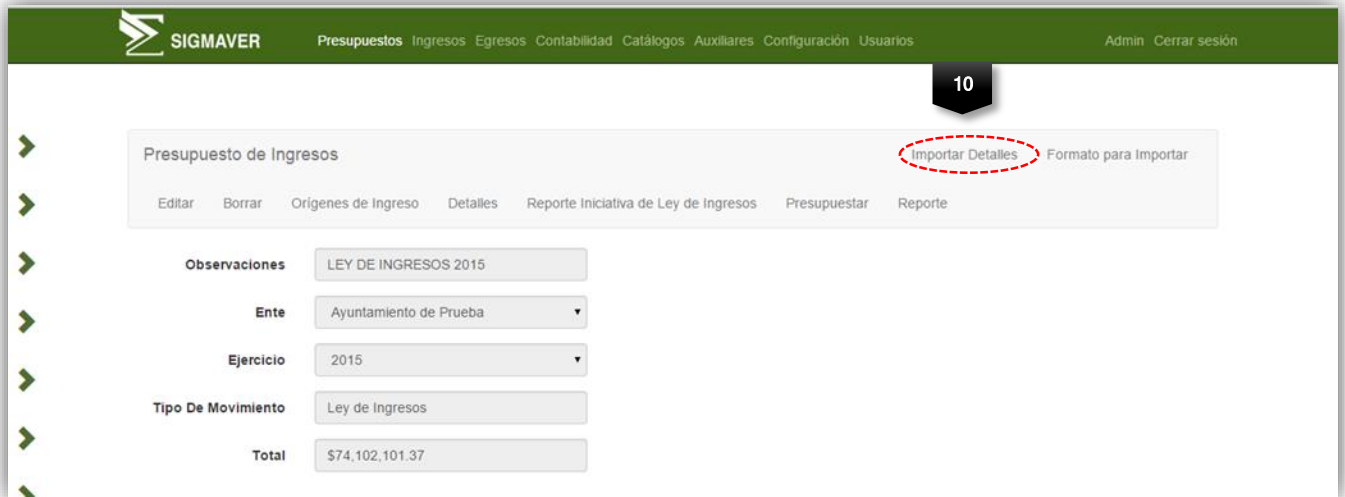 SIGMAVER Presupuestos Ingresos Egresos Contabilidad Catálogos Auxiliares Configuración Usuarios Admin Cerrar sesión
10
Presupuesto de Ingresos Importar Detalles Formato para Importar
Editar Borrar Orígenes de Ingreso Detalles Reporte Iniciativa de Ley de Ingresos Presupuestar Reporte
Observaciones LEY DE INGRESOS 2015
Ente Ayuntamiento de Prueba
Ejercicio 2015
Tipo De Movimiento Ley de Ingresos
Total $74,102,101.37